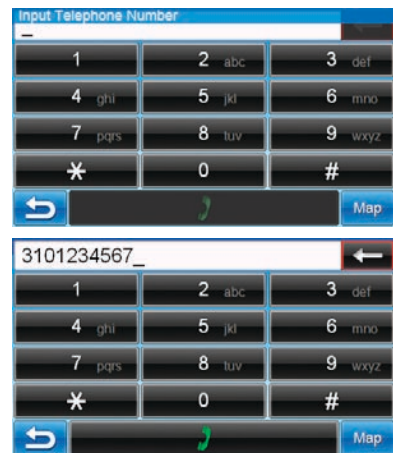 Input Telephone Number
_
1 2 abc 3 def
4 ghi 5 jkl 6 mno
7 pqrs 8 tuv 9 wxyz
* 0 #
Map
3101234567_
1 2 abc 3 def
4 ghi 5 jkl 6 mno
7 pqrs 8 tuv 9 wxyz
* 0 #
Map